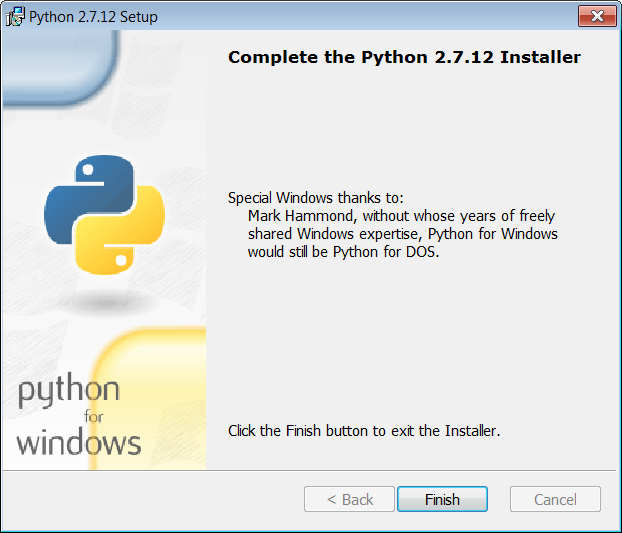 Python 2.7.12 Setup
Complete the Python 2.7.12 Installer
Special Windows thanks to:
Mark Hammond, without whose years of freely
shared Windows expertise, Python for Windows
would still be Python for DOS.
python
for
windows
Click the Finish button to exit the Installer.
< Back
Finish
Cancel